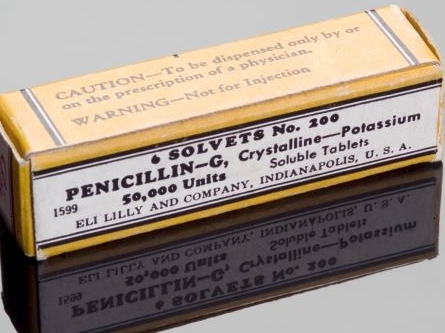 CAUTION—To be dispensed only by or
on the prescription of a physician.
WARNING—Not for Injection
6 SOLVETS No. 200
PENICILLIN-G, Crystalline—Potassium
50,000 Units Soluble Tablets
1599 ELI LILLY AND COMPANY, INDIANAPOLIS, U. S. A.